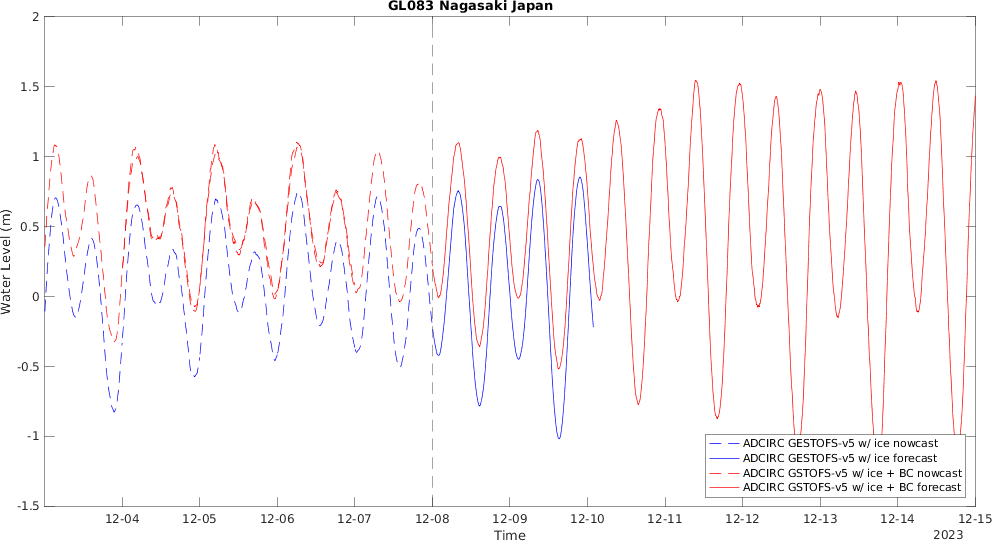 GL083 Nagasaki Japan
2
1.5
1
0.5
0
-0.5
-1
-1.5
Water Level (m)
12-04 12-05 12-06 12-07 12-08 12-09 12-10 12-11 12-12 12-13 12-14 12-15
Time
2023
ADCIRC GESTOFS-v5 w/ ice nowcast
ADCIRC GESTOFS-v5 w/ ice forecast
ADCIRC GSTOFS-v5 w/ ice + BC nowcast
ADCIRC GSTOFS-v5 w/ ice + BC forecast